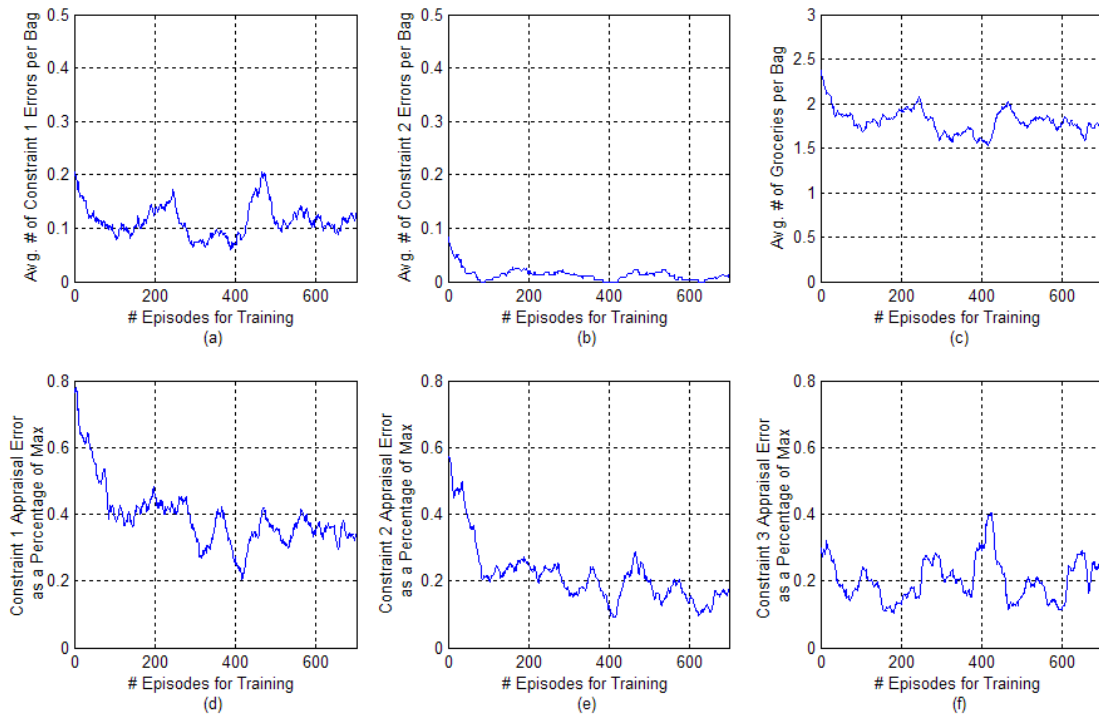 Avg. # of Constraint 1 Errors per Bag
0.5
0.4
0.3
0.2
0.1
0
0 200 400 600
# Episodes for Training
(a)
Avg. # of Constraint 2 Errors per Bag
0.5
0.4
0.3
0.2
0.1
0
0 200 400 600
# Episodes for Training
(b)
Avg. # of Groceries per Bag
3
2.5
2
1.5
1
0.5
0
0 200 400 600
# Episodes for Training
(c)
Constraint 1 Appraisal Error
as a Percentage of Max
0.8
0.6
0.4
0.2
0
0 200 400 600
# Episodes for Training
(d)
Constraint 2 Appraisal Error
as a Percentage of Max
0.8
0.6
0.4
0.2
0
0 200 400 600
# Episodes for Training
(e)
Constraint 3 Appraisal Error
as a Percentage of Max
0.8
0.6
0.4
0.2
0
0 200 400 600
# Episodes for Training
(f)